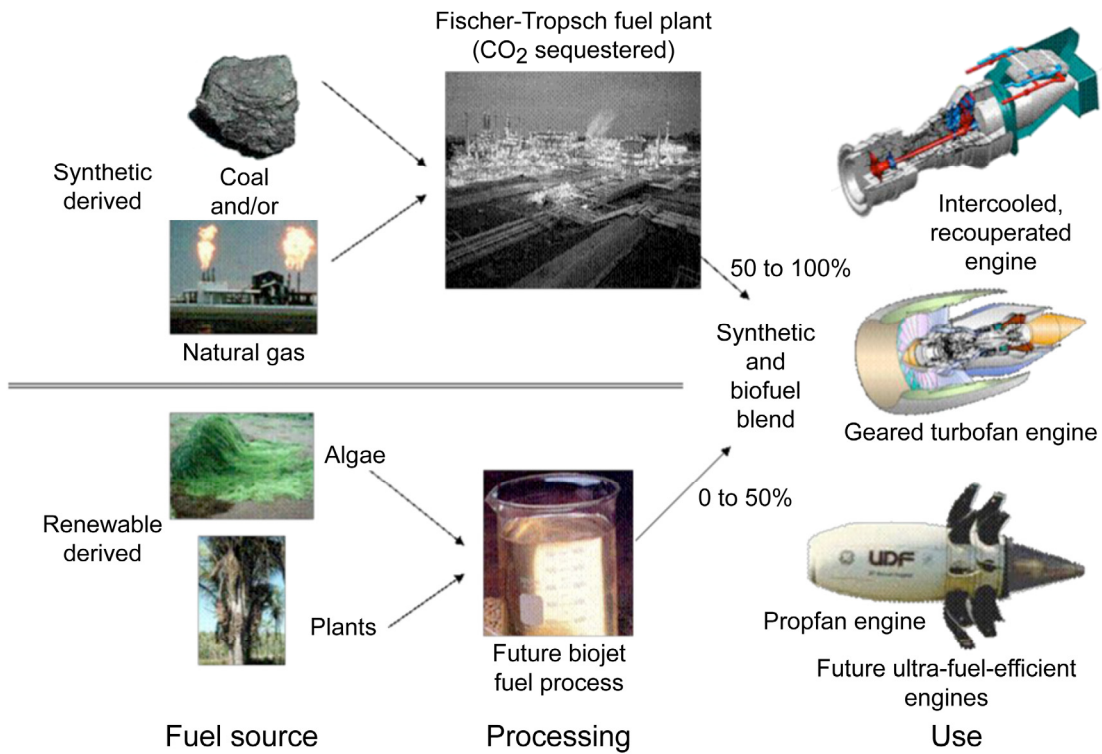 Fischer-Tropsch fuel plant
(CO₂ sequestered)
Synthetic
derived
Coal
and/or
Natural gas
50 to 100%
Intercooled,
recouperated
engine
Synthetic
and
biofuel
blend
Geared turbofan engine
Renewable
derived
Algae
Plants
0 to 50%
Future biojet
fuel process
UDF
Propfan engine
Future ultra-fuel-efficient
engines
Fuel source
Processing
Use